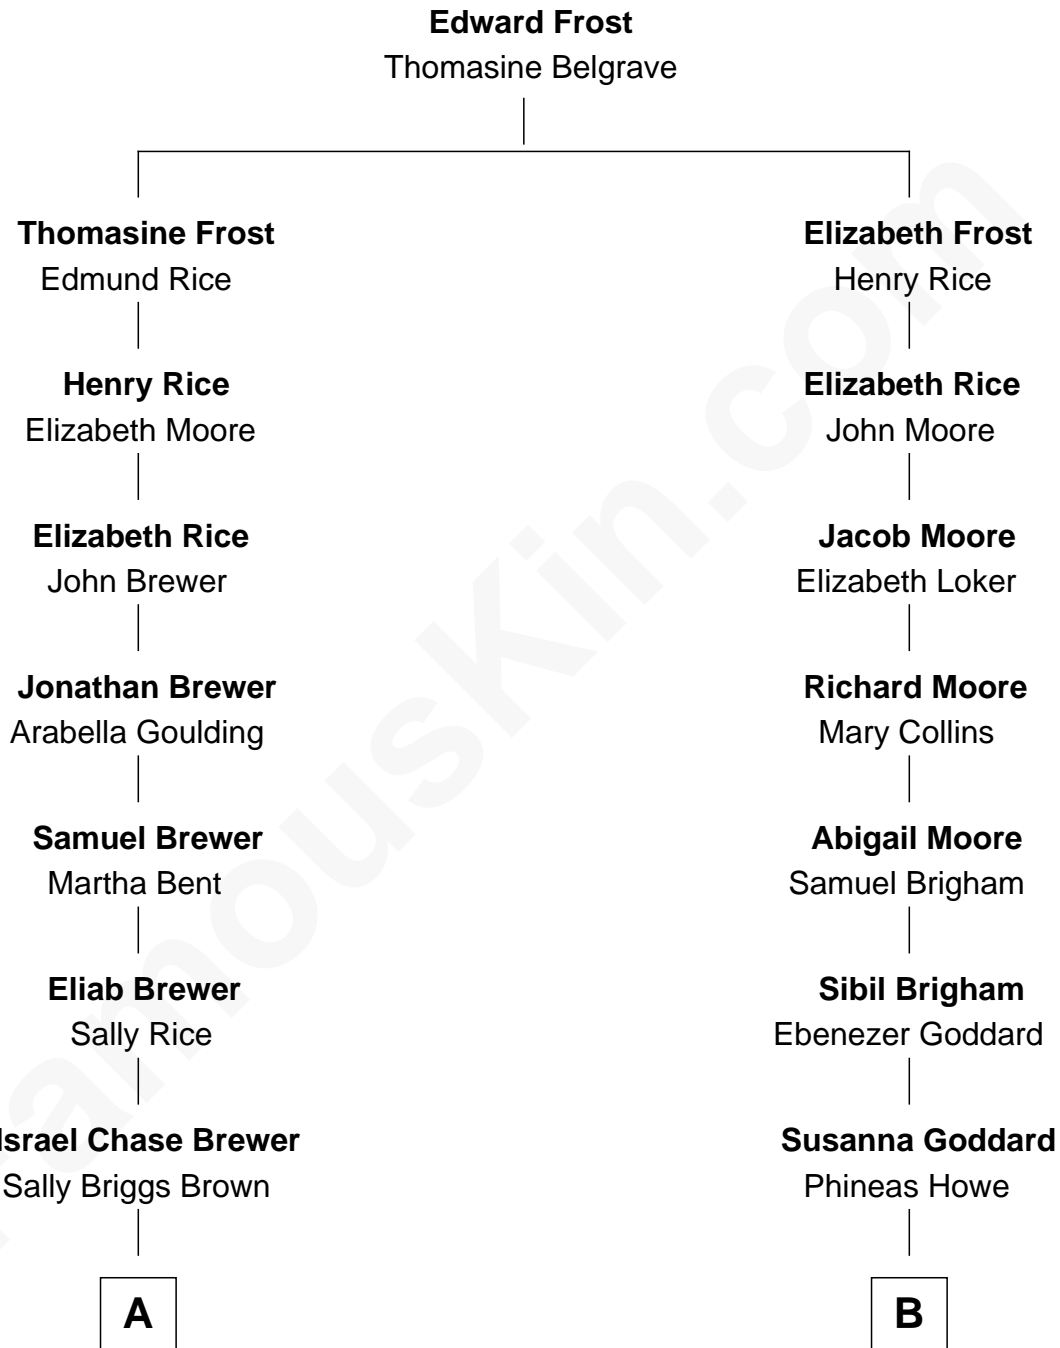 Edward Frost
Thomasine Belgrave
Thomasine Frost
Edmund Rice
Elizabeth Frost
Henry Rice
Henry Rice
Elizabeth Moore
Elizabeth Rice
John Moore
Elizabeth Rice
John Brewer
Jacob Moore
Elizabeth Loker
Jonathan Brewer
Arabella Goulding
Richard Moore
Mary Collins
Samuel Brewer
Martha Bent
Abigail Moore
Samuel Brigham
Eliab Brewer
Sally Rice
Sibil Brigham
Ebenezer Goddard
Israel Chase Brewer
Sally Briggs Brown
Susanna Goddard
Phineas Howe
A
B
FamousKin.com